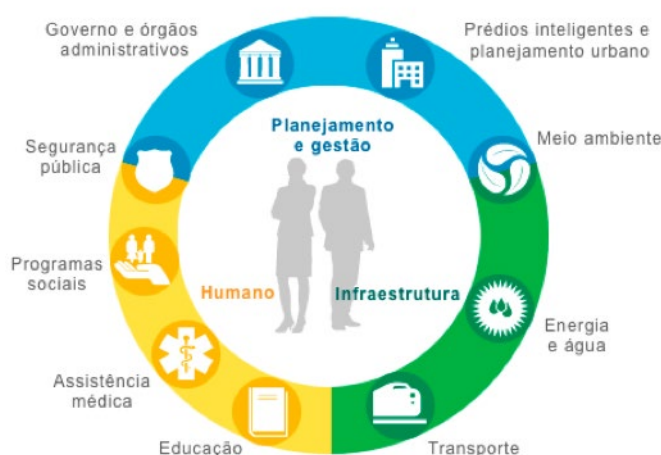 Governo e órgãos
administrativos
Prédios inteligentes e
planejamento urbano
Planejamento
e gestão
Segurança
pública
Meio ambiente
Programas
sociais
Humano
Infraestrutura
Energia
e água
Assistência
médica
Educação
Transporte